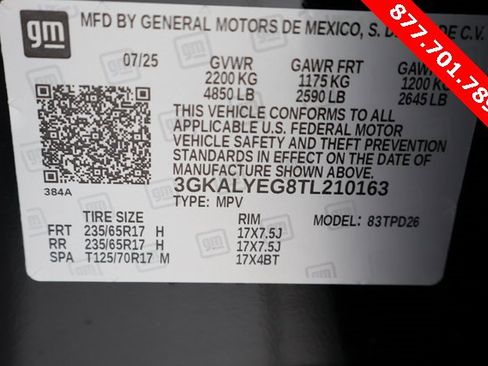 gm
MFD BY GENERAL MOTORS DE MEXICO, S. DE C.V.
877.701.789
07/25 GVWR GAWR FRT GAWR
2200 KG 1175 KG 1200 KG
4850 LB 2590 LB 2645 LB
THIS VEHICLE CONFORMS TO ALL
APPLICABLE U.S. FEDERAL MOTOR
VEHICLE SAFETY AND THEFT PREVENTION
STANDARDS IN EFFECT ON THE DATE OF
MANUFACTURE SHOWN ABOVE.
384A
3GKALYEG8TL210163
TYPE: MPV
TIRE SIZE RIM MODEL: 83TPD26
FRT 235/65R17 H 17X7.5J
RR 235/65R17 H 17X7.5J
SPA T125/70R17 M 17X4BT